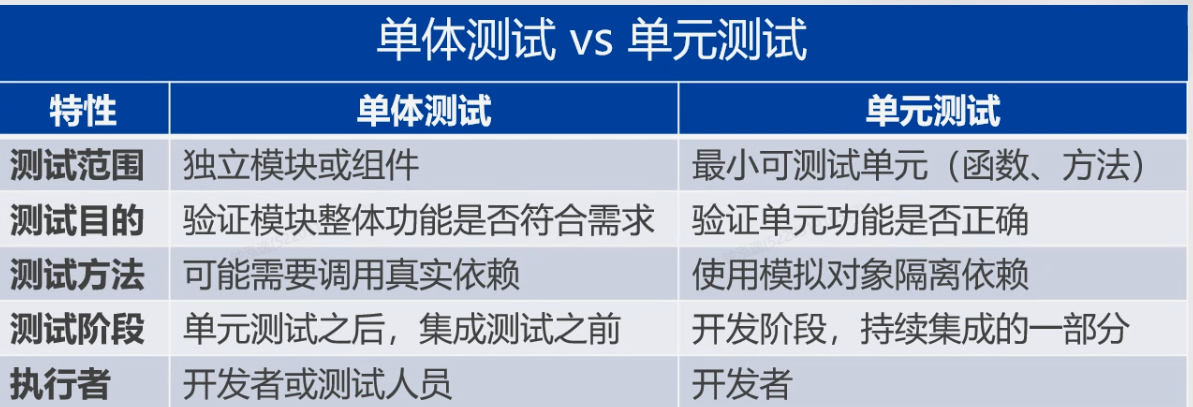 单体测试 vs 单元测试
特性 单体测试 单元测试
测试范围 独立模块或组件 最小可测试单元（函数、方法）
测试目的 验证模块整体功能是否符合需求 验证单元功能是否正确
测试方法 可能需要调用真实依赖 使用模拟对象隔离依赖
测试阶段 单元测试之后，集成测试之前 开发阶段，持续集成的一部分
执行者 开发者或测试人员 开发者